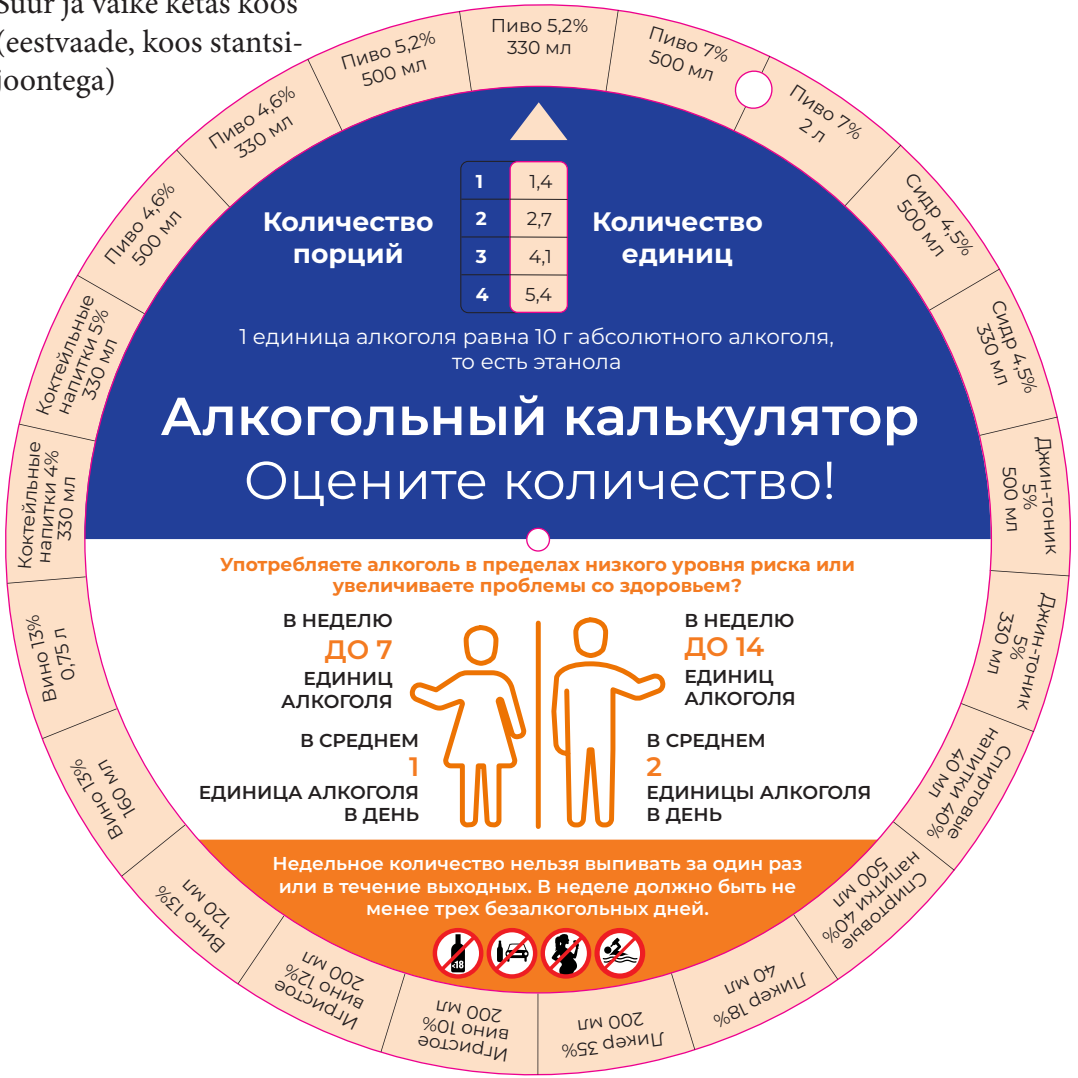 Suur ja väike ketas koos
(eestvaade, koos stantsi-
joontega)
Пиво 5,2%
330 мл
Пиво 7%
500 мл
Пиво 7%
2 л
Сидр 4,5%
500 мл
Сидр 4,5%
330 мл
Джин-тоник
5%
500 мл
Джин-тоник
5%
330 мл
Спиртовые
напитки 40%
40 мл
Спиртовые
напитки 40%
500 мл
Ликер 18%
40 мл
Ликер 35%
200 мл
Игристое
вино 10%
200 мл
Игристое
вино 12%
200 мл
Вино 13%
120 мл
Вино 13%
160 мл
Вино 13%
0,75 л
Коктейльные
напитки 4%
330 мл
Коктейльные
напитки 5%
330 мл
Пиво 4,6%
500 мл
Пиво 4,6%
330 мл
Пиво 5,2%
500 мл
Количество
порций
1 1,4
2 2,7
3 4,1
4 5,4
Количество
единиц
1 единица алкоголя равна 10 г абсолютного алкоголя,
то есть этанола
Алкогольный калькулятор
Оцените количество!
Употребляете алкоголь в пределах низкого уровня риска или
увеличиваете проблемы со здоровьем?
В НЕДЕЛЮ
ДО 7
ЕДИНИЦ
АЛКОГОЛЯ
В СРЕДНЕМ
1
ЕДИНИЦА АЛКОГОЛЯ
В ДЕНЬ
В НЕДЕЛЮ
ДО 14
ЕДИНИЦ
АЛКОГОЛЯ
В СРЕДНЕМ
2
ЕДИНИЦЫ АЛКОГОЛЯ
В ДЕНЬ
Недельное количество нельзя выпивать за один раз
или в течение выходных. В неделе должно быть не
менее трех безалкогольных дней.
<18